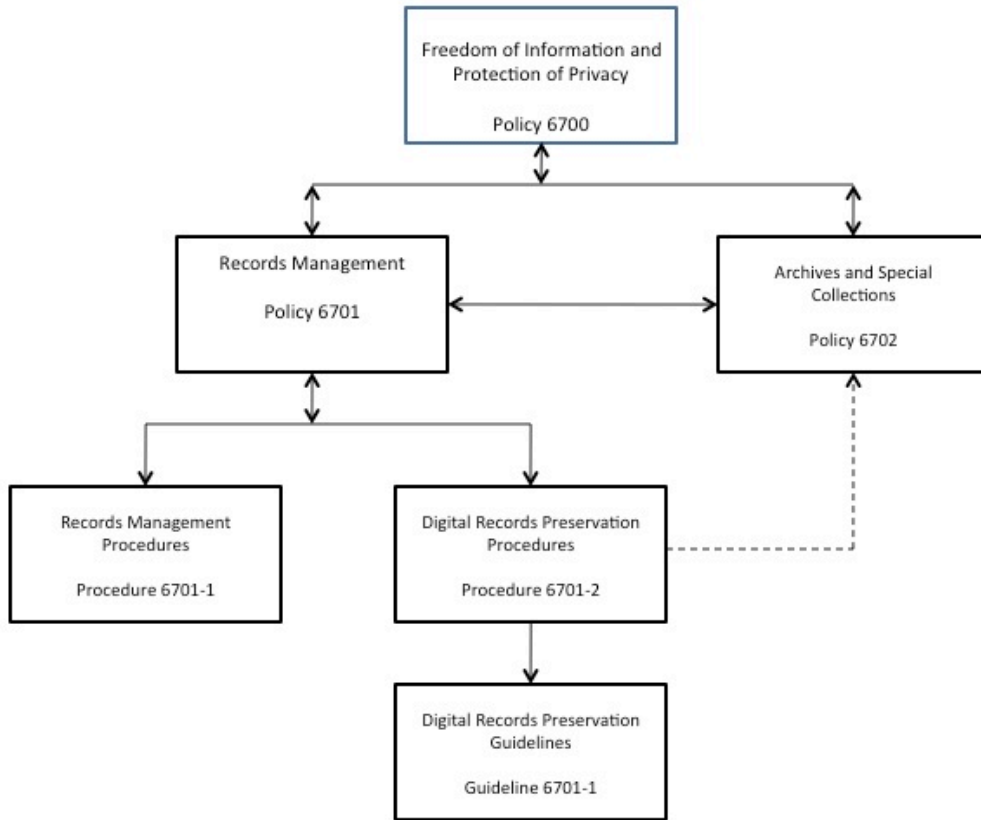 Freedom of Information and
Protection of Privacy
Policy 6700
Records Management
Policy 6701
Archives and Special
Collections
Policy 6702
Records Management
Procedures
Procedure 6701-1
Digital Records Preservation
Procedures
Procedure 6701-2
Digital Records Preservation
Guidelines
Guideline 6701-1